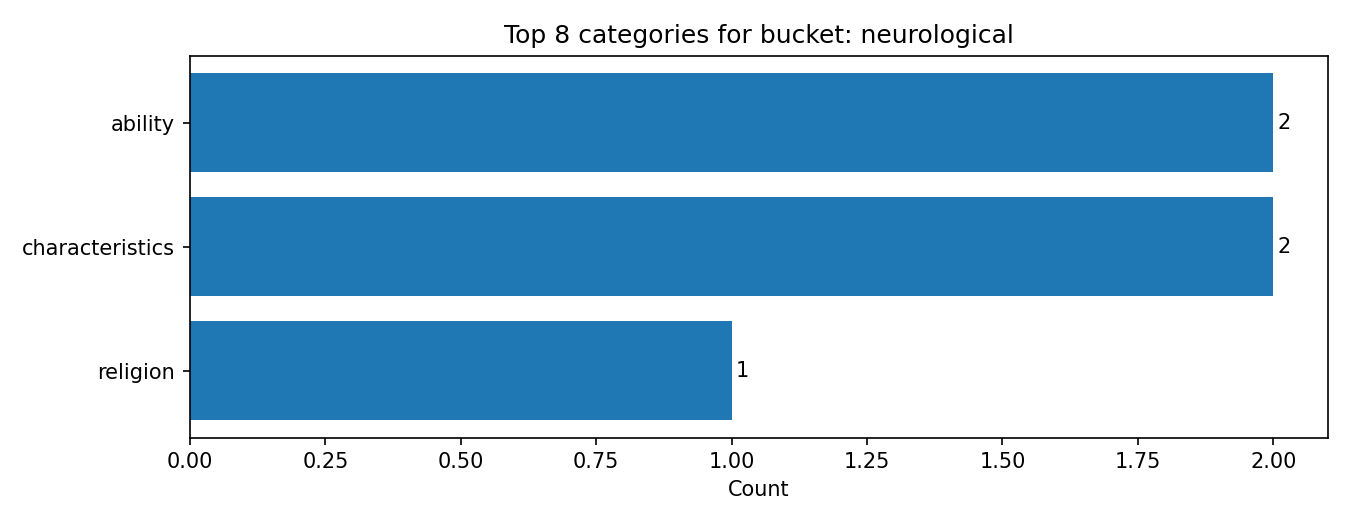 Top 8 categories for bucket: neurological
ability
2
characteristics
2
religion
1
0.00 0.25 0.50 0.75 1.00 1.25 1.50 1.75 2.00
Count